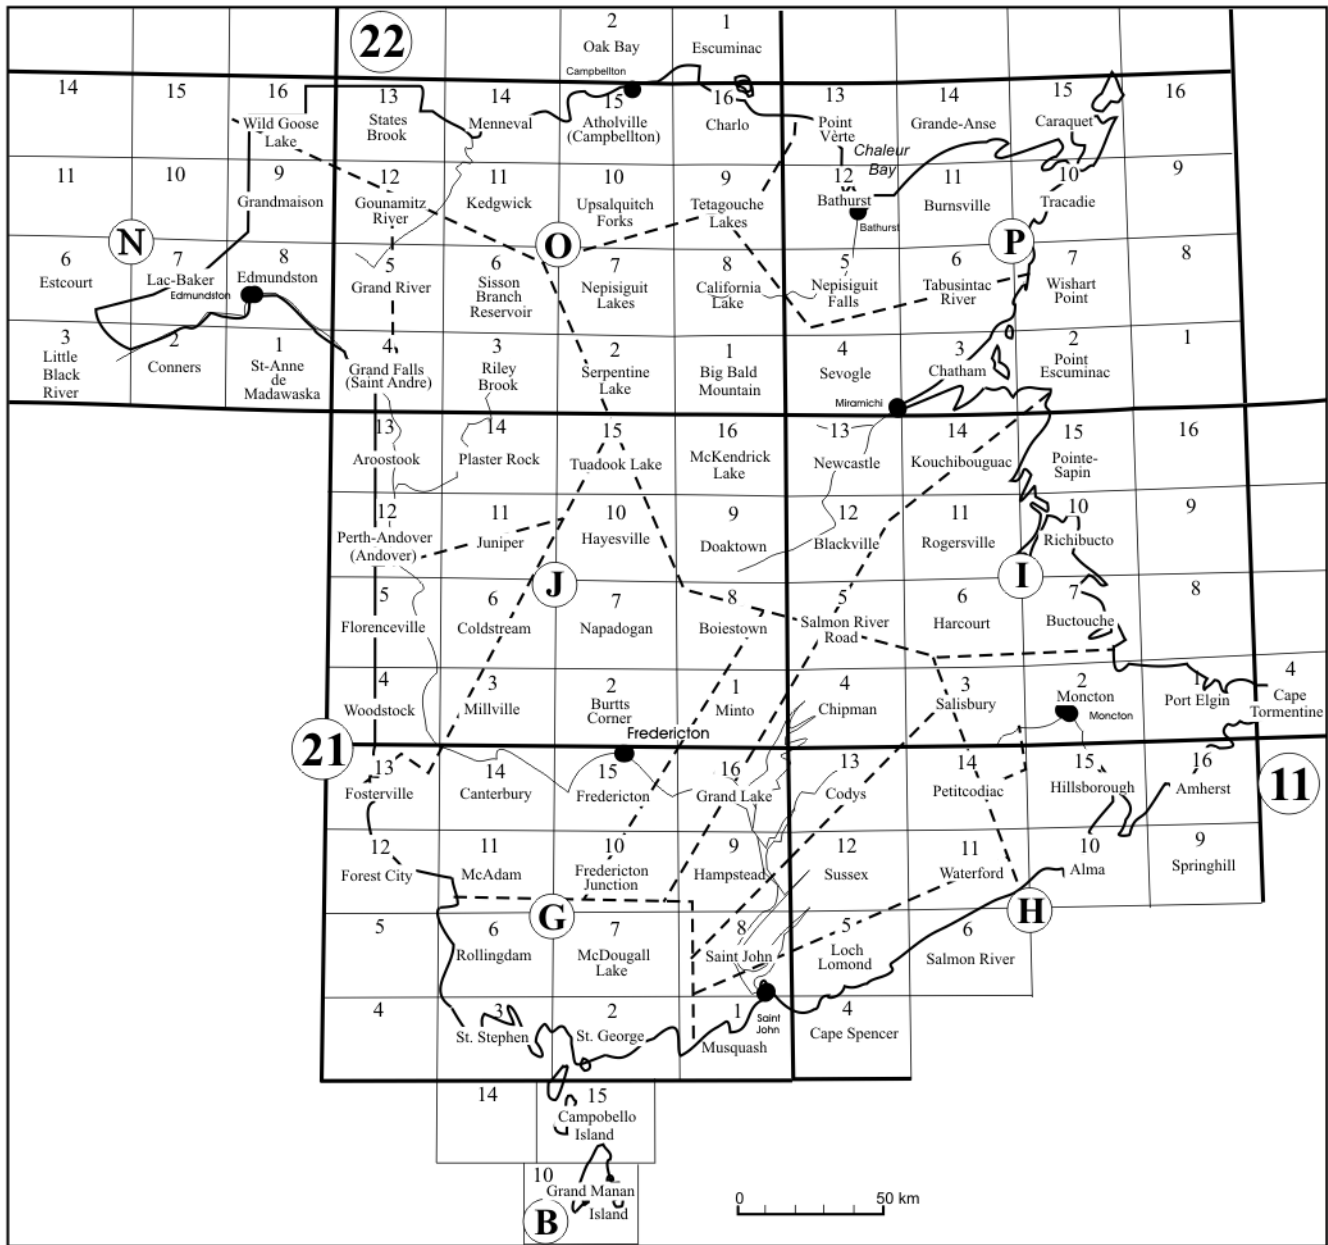 22
2
Oak Bay
1
Escuminac
Campbellton
14
15
16
Wild Goose
Lake
13
States
Brook
14
Menneval
15
Atholville
(Campbellton)
16
Charlo
13
Point
Vèrte
14
Grande-Anse
15
Caraquet
16
Chaleur
Bay
11
10
9
Grandmaison
12
Gounamitz
River
11
Kedgwick
10
Upsalquitch
Forks
9
Tetagouche
Lakes
12
Bathurst
Bathurst
11
Burnsville
10
Tracadie
9
N
O
P
6
Estcourt
7
Lac-Baker
8
Edmundston
Edmundston
5
Grand River
6
Sisson
Branch
Reservoir
7
Nepisiguit
Lakes
8
California
Lake
5
Nepisiguit
Falls
6
Tabusintac
River
7
Wishart
Point
8
3
Little
Black
River
2
Conners
1
St-Anne
de
Madawaska
4
Grand Falls
(Saint Andre)
3
Riley
Brook
2
Serpentine
Lake
1
Big Bald
Mountain
4
Sevogle
3
Chatham
2
Point
Escuminac
1
Miramichi
13
Aroostook
14
Plaster Rock
15
Tuadook Lake
16
McKendrick
Lake
13
Newcastle
14
Kouchibouguac
15
Pointe-
Sapin
16
12
Perth-Andover
(Andover)
11
Juniper
10
Hayesville
9
Doaktown
12
Blackville
11
Rogersville
10
Richibucto
9
J
I
5
Florenceville
6
Coldstream
7
Napadogan
8
Boiestown
5
Salmon River
Road
6
Harcourt
7
Buctouche
8
4
Woodstock
3
Millville
2
Burtts
Corner
1
Minto
4
Chipman
3
Salisbury
2
Moncton
Moncton
1
Port Elgin
4
Cape
Tormentine
Fredericton
21
11
13
Fosterville
14
Canterbury
15
Fredericton
16
Grand Lake
13
Codys
14
Petitcodiac
15
Hillsborough
16
Amherst
12
Forest City
11
McAdam
10
Fredericton
Junction
9
Hampstead
12
Sussex
11
Waterford
10
Alma
9
Springhill
G
H
5
6
Rollingdam
7
McDougall
Lake
8
Saint John
5
Loch
Lomond
6
Salmon River
4
3
St. Stephen
2
St. George
1
Musquash
Saint
John
4
Cape Spencer
14
15
Campobello
Island
10
Grand Manan
Island
B
0
50 km